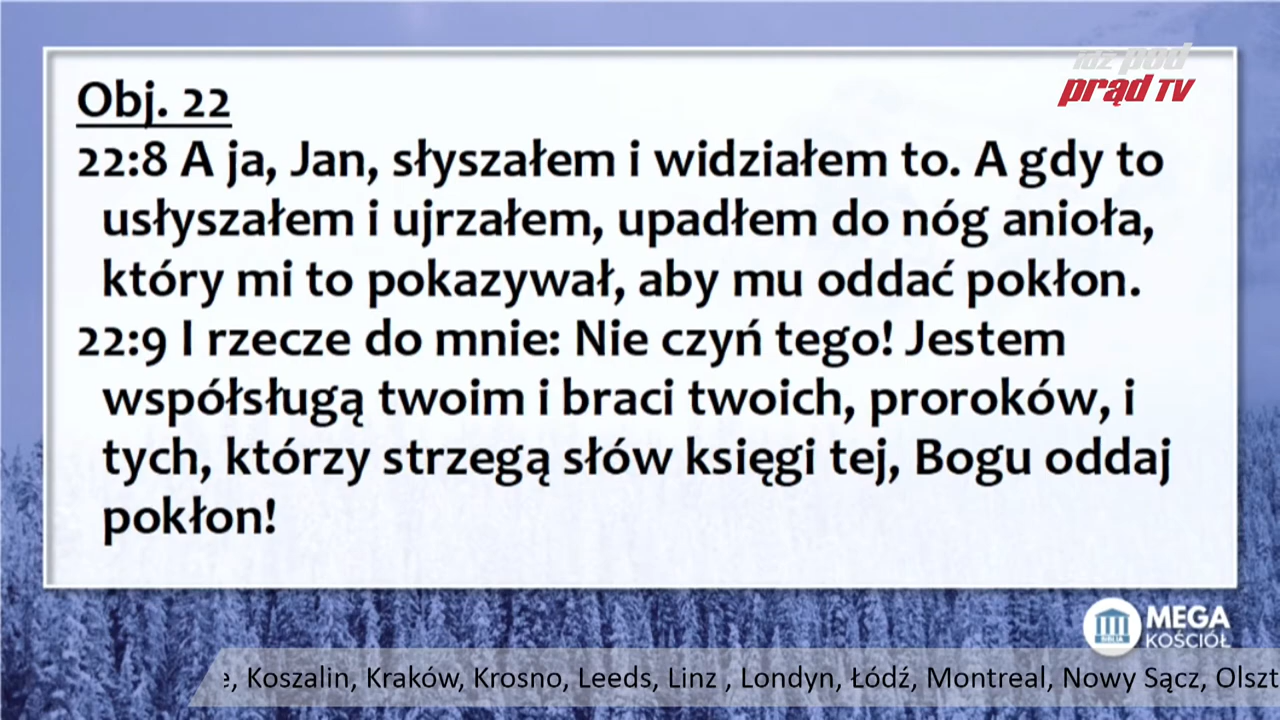 Obj. 22
idź pod
prąd TV
22:8 A ja, Jan, słyszałem i widziałem to. A gdy to
usłyszałem i ujrzałem, upadłem do nóg anioła,
który mi to pokazywał, aby mu oddać pokłon.
22:9 I rzecze do mnie: Nie czyń tego! Jestem
współsługą twoim i braci twoich, proroków, i
tych, którzy strzegą słów księgi tej, Bogu oddaj
pokłon!
BIBLIA
MEGA
KOŚCIÓŁ
e, Koszalin, Kraków, Krosno, Leeds, Linz , Londyn, Łódź, Montreal, Nowy Sącz, Olszt